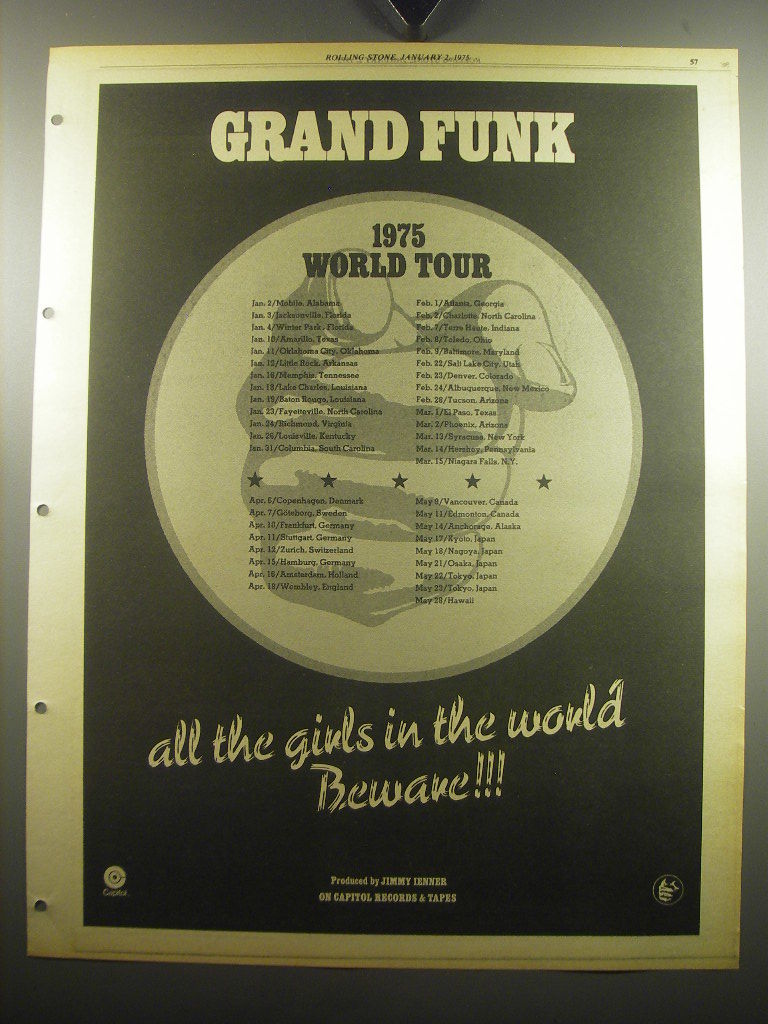 ROLLING STONE, JANUARY 2, 1975
57
GRAND FUNK
1975
WORLD TOUR
Jan. 2/Mobile, Alabama
Jan. 3/Jacksonville, Florida
Jan. 4/Winter Park, Florida
Jan. 10/Amarillo, Texas
Jan. 11/Oklahoma City, Oklahoma
Jan. 12/Little Rock, Arkansas
Jan. 16/Memphis, Tennessee
Jan. 18/Lake Charles, Louisiana
Jan. 19/Baton Rouge, Louisiana
Jan. 23/Fayetteville, North Carolina
Jan. 24/Richmond, Virginia
Jan. 26/Louisville, Kentucky
Jan. 31/Columbia, South Carolina
Feb. 1/Atlanta, Georgia
Feb. 2/Charlotte, North Carolina
Feb. 7/Terre Haute, Indiana
Feb. 8/Toledo, Ohio
Feb. 9/Baltimore, Maryland
Feb. 22/Salt Lake City, Utah
Feb. 23/Denver, Colorado
Feb. 24/Albuquerque, New Mexico
Feb. 28/Tucson, Arizona
Mar. 1/El Paso, Texas
Mar. 2/Phoenix, Arizona
Mar. 13/Syracuse, New York
Mar. 14/Hershey, Pennsylvania
Mar. 15/Niagara Falls, N.Y.
Apr. 6/Copenhagen, Denmark
Apr. 7/Göteborg, Sweden
Apr. 10/Frankfurt, Germany
Apr. 11/Stuttgart, Germany
Apr. 12/Zurich, Switzerland
Apr. 15/Hamburg, Germany
Apr. 16/Amsterdam, Holland
Apr. 18/Wembley, England
May 9/Vancouver, Canada
May 11/Edmonton, Canada
May 14/Anchorage, Alaska
May 17/Kyoto, Japan
May 18/Nagoya, Japan
May 21/Osaka, Japan
May 22/Tokyo, Japan
May 23/Tokyo, Japan
May 28/Hawaii
all the girls in the world
Beware!!!
Produced by JIMMY IENNER
ON CAPITOL RECORDS & TAPES
Capitol.